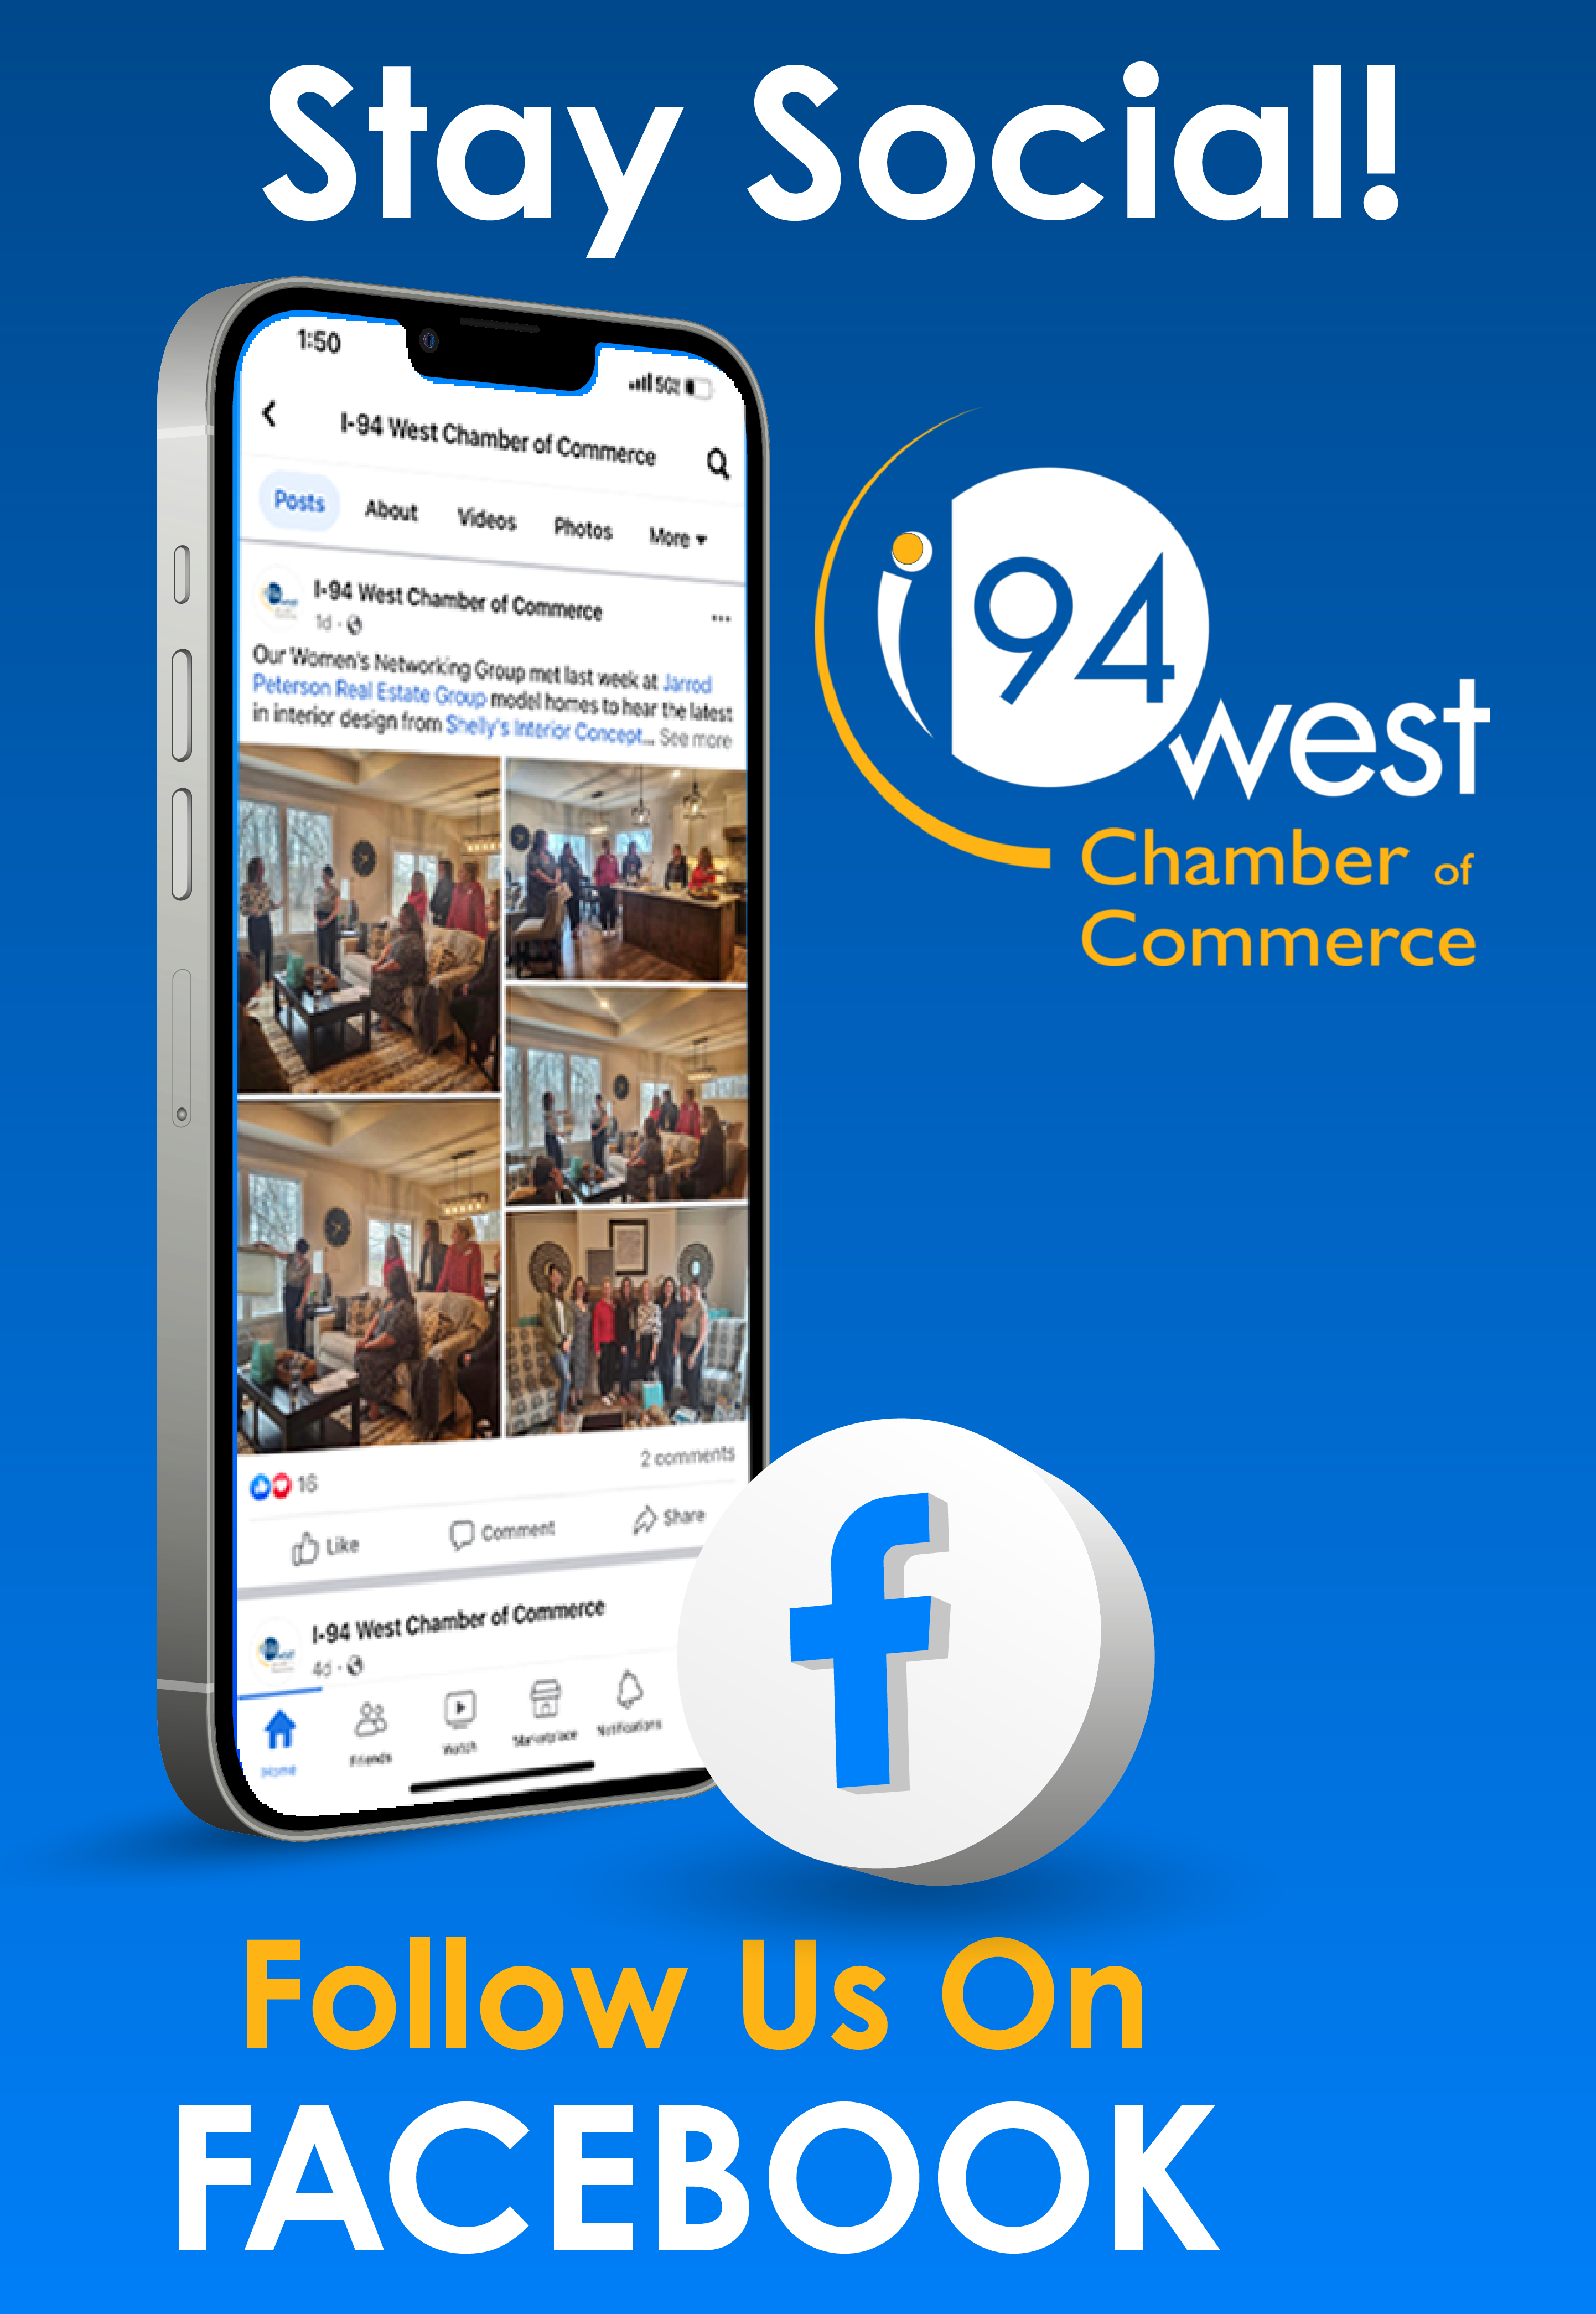 Stay Social!
1:50
5G
I-94 West Chamber of Commerce
Posts About Videos Photos More
I-94 West Chamber of Commerce
1d ·
Our Women's Networking Group met last week at Jarrod
Peterson Real Estate Group model homes to hear the latest
in interior design from Shelly's Interior Concept... See more
16 2 comments
Like Comment Share
I-94 West Chamber of Commerce
4d ·
Home Friends Watch Marketplace Notifications
i94
west
Chamber of
Commerce
f
Follow Us On
FACEBOOK